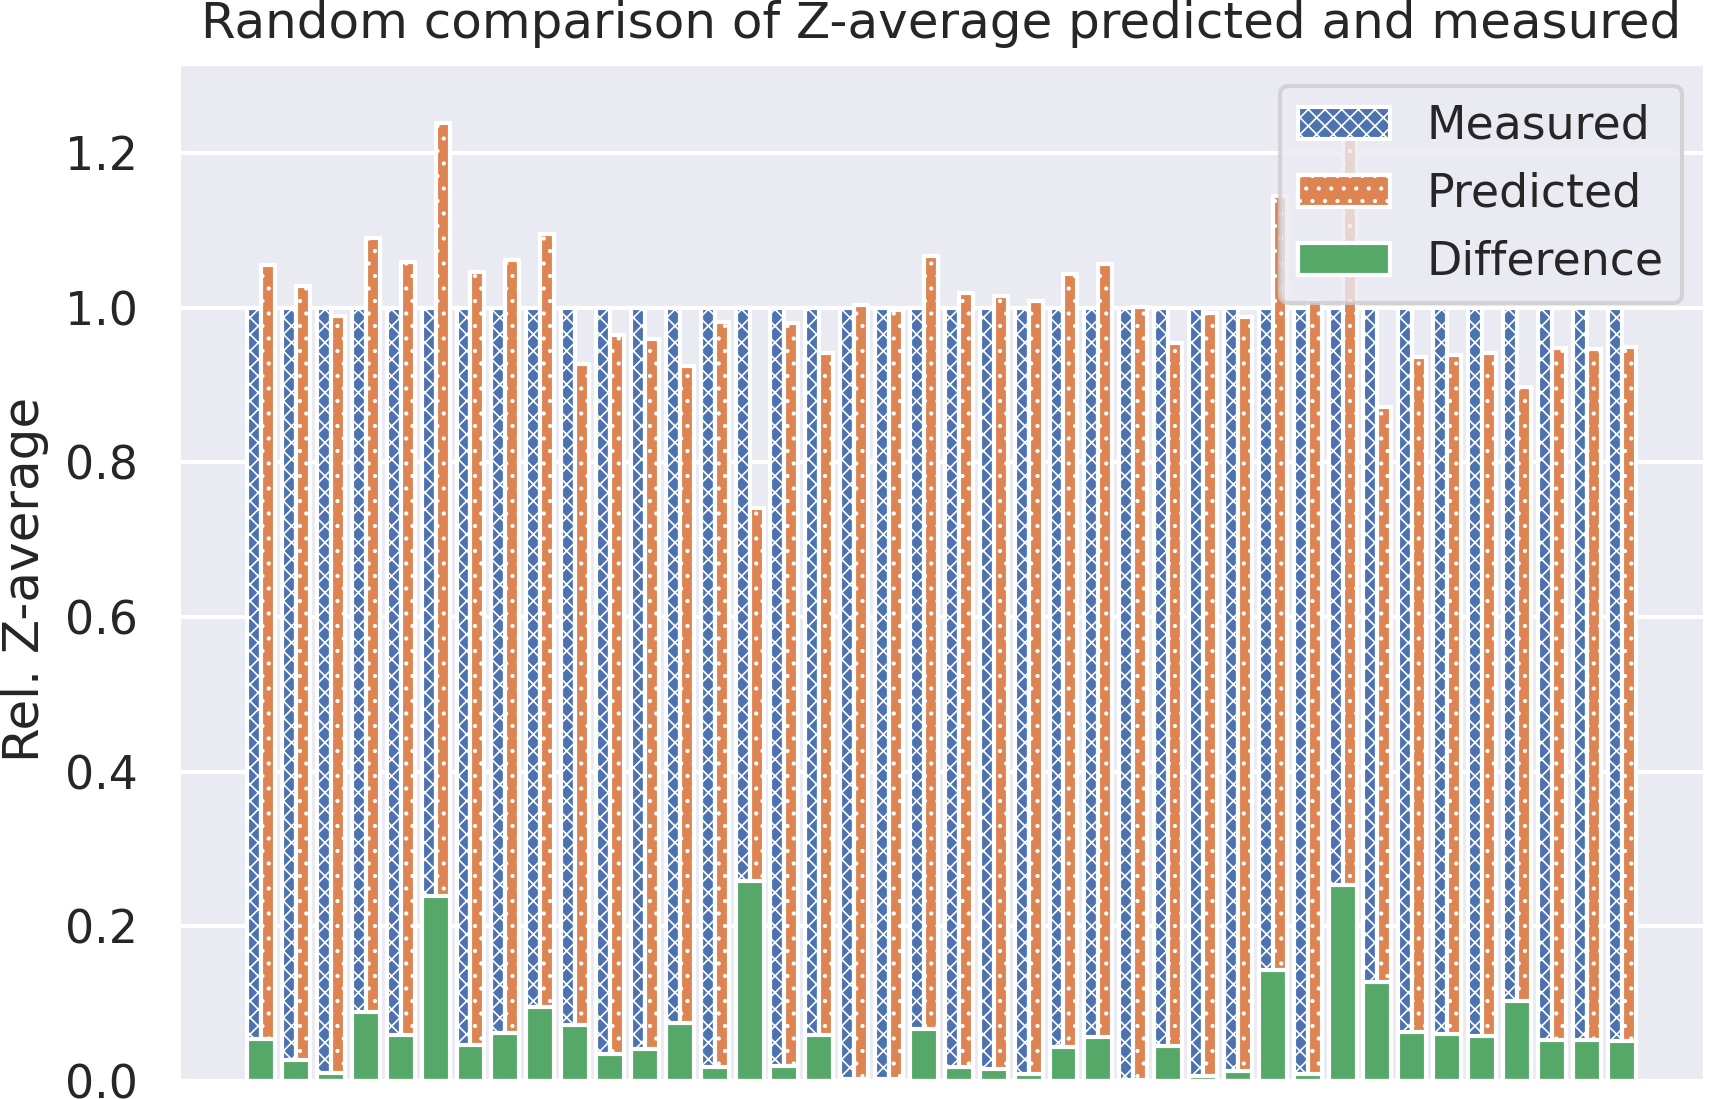 Random comparison of Z-average predicted and measured
Measured
Predicted
Difference
Rel. Z-average
1.2
1.0
0.8
0.6
0.4
0.2
0.0